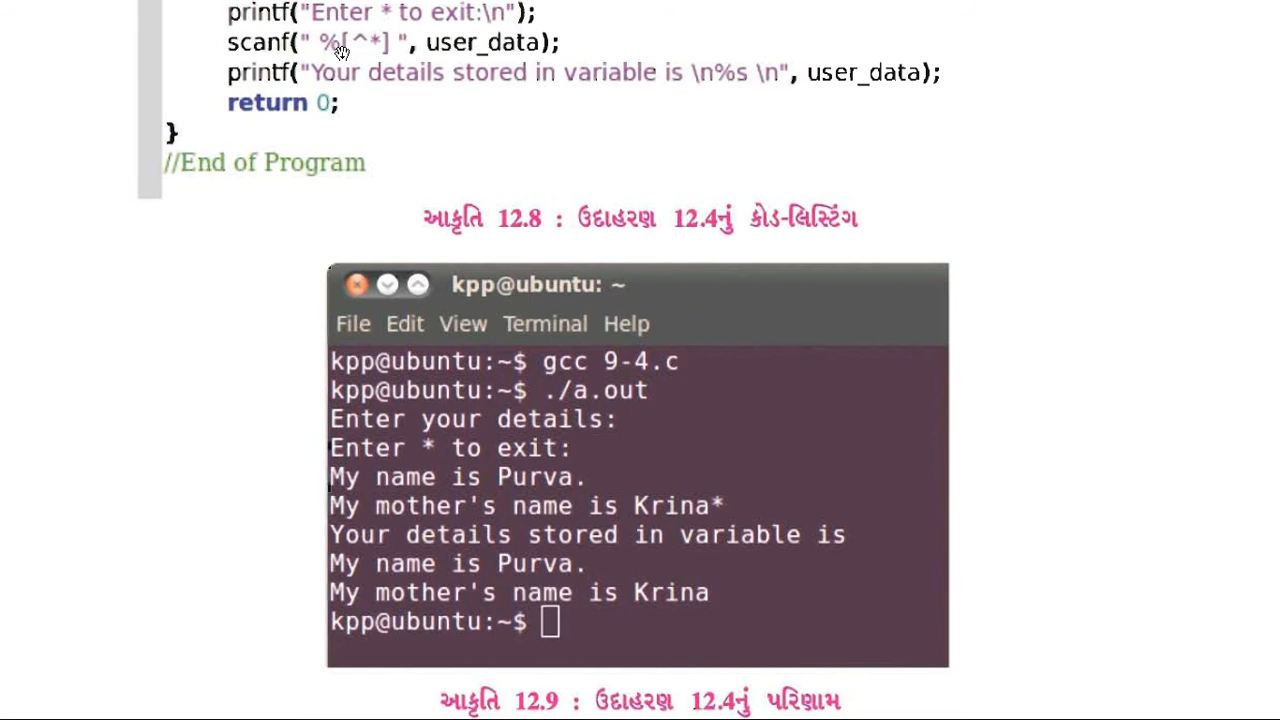 printf("Enter * to exit:\n");
scanf(" %[^*] ", user_data);
printf("Your details stored in variable is \n%s \n", user_data);
return 0;
}
//End of Program
આકૃતિ 12.8 : ઉદાહરણ 12.4નું કોડ-લિસ્ટિંગ
kpp@ubuntu: ~
File Edit View Terminal Help
kpp@ubuntu:~$ gcc 9-4.c
kpp@ubuntu:~$ ./a.out
Enter your details:
Enter * to exit:
My name is Purva.
My mother's name is Krina*
Your details stored in variable is
My name is Purva.
My mother's name is Krina
kpp@ubuntu:~$
આકૃતિ 12.9 : ઉદાહરણ 12.4નું પરિણામ